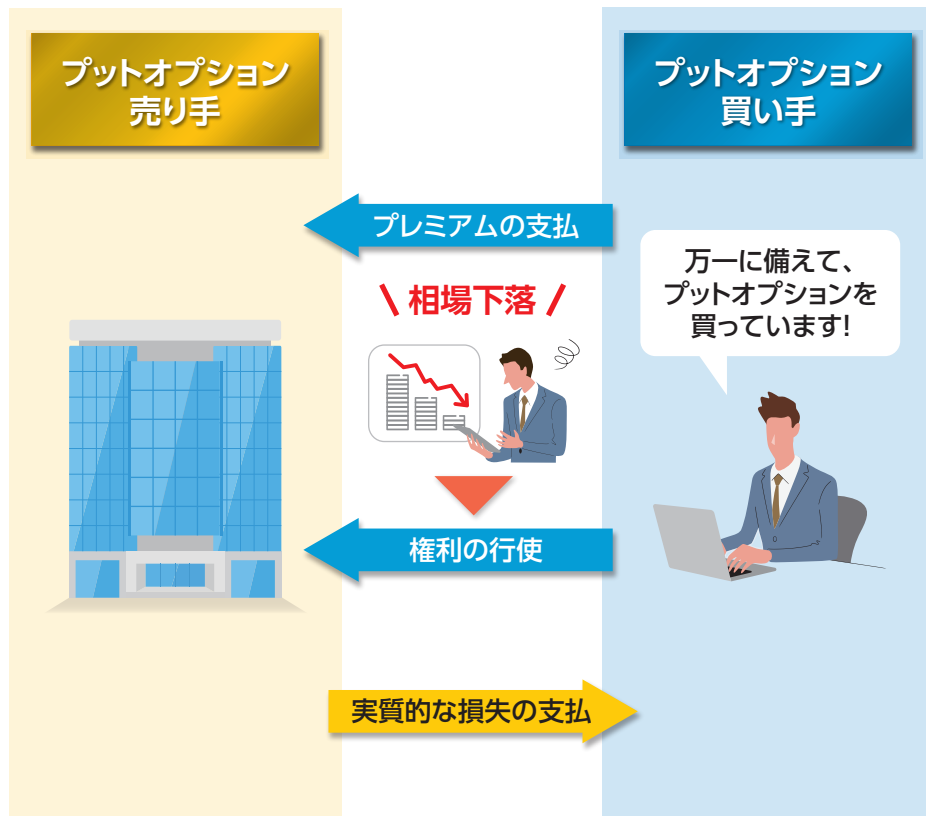 プットオプション
売り手
プットオプション
買い手
プレミアムの支払
相場下落
万一に備えて、
プットオプションを
買っています!
権利の行使
実質的な損失の支払